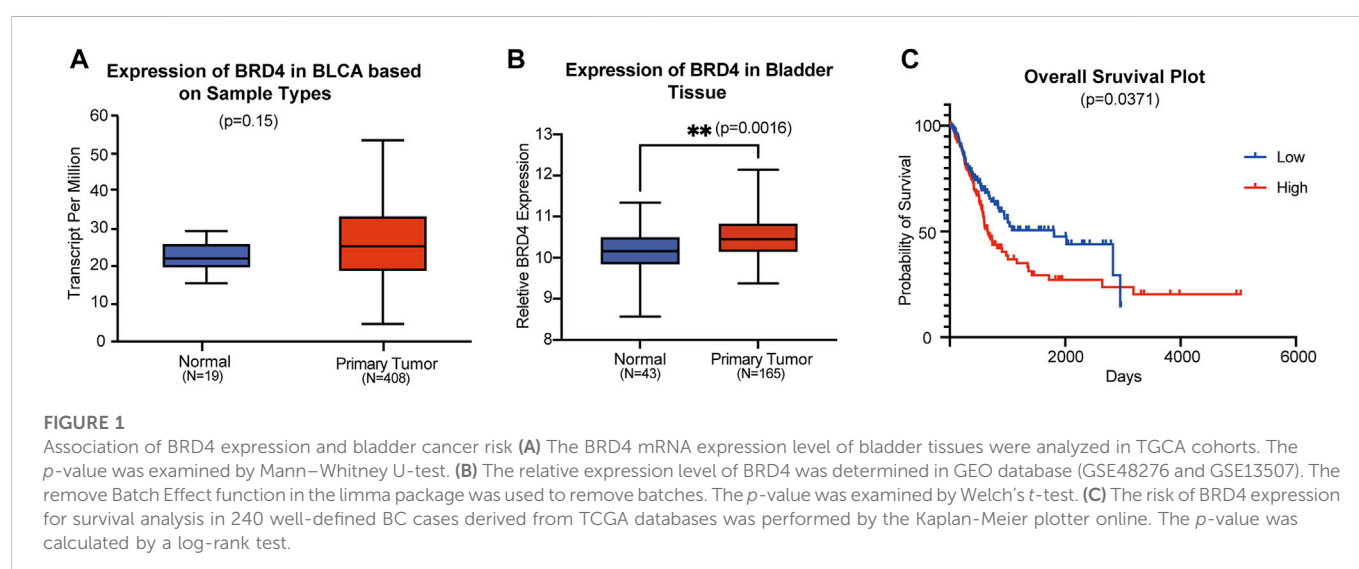 A
Expression of BRD4 in BLCA based
on Sample Types
(p=0.15)
Transcript Per Million
60
50
40
30
20
10
0
Normal
(N=19)
Primary Tumor
(N=408)
B
Expression of BRD4 in Bladder
Tissue
** (p=0.0016)
Reletive BRD4 Expression
13
12
11
10
9
8
Normal
(N=43)
Primary Tumor
(N=165)
C
Overall Sruvival Plot
(p=0.0371)
Probability of Survival
100
50
0
2000
4000
6000
Days
Low
High
FIGURE 1
Association of BRD4 expression and bladder cancer risk (A) The BRD4 mRNA expression level of bladder tissues were analyzed in TGCA cohorts. The
p-value was examined by Mann–Whitney U-test. (B) The relative expression level of BRD4 was determined in GEO database (GSE48276 and GSE13507). The
remove Batch Effect function in the limma package was used to remove batches. The p-value was examined by Welch's t-test. (C) The risk of BRD4 expression
for survival analysis in 240 well-defined BC cases derived from TCGA databases was performed by the Kaplan-Meier plotter online. The p-value was
calculated by a log-rank test.